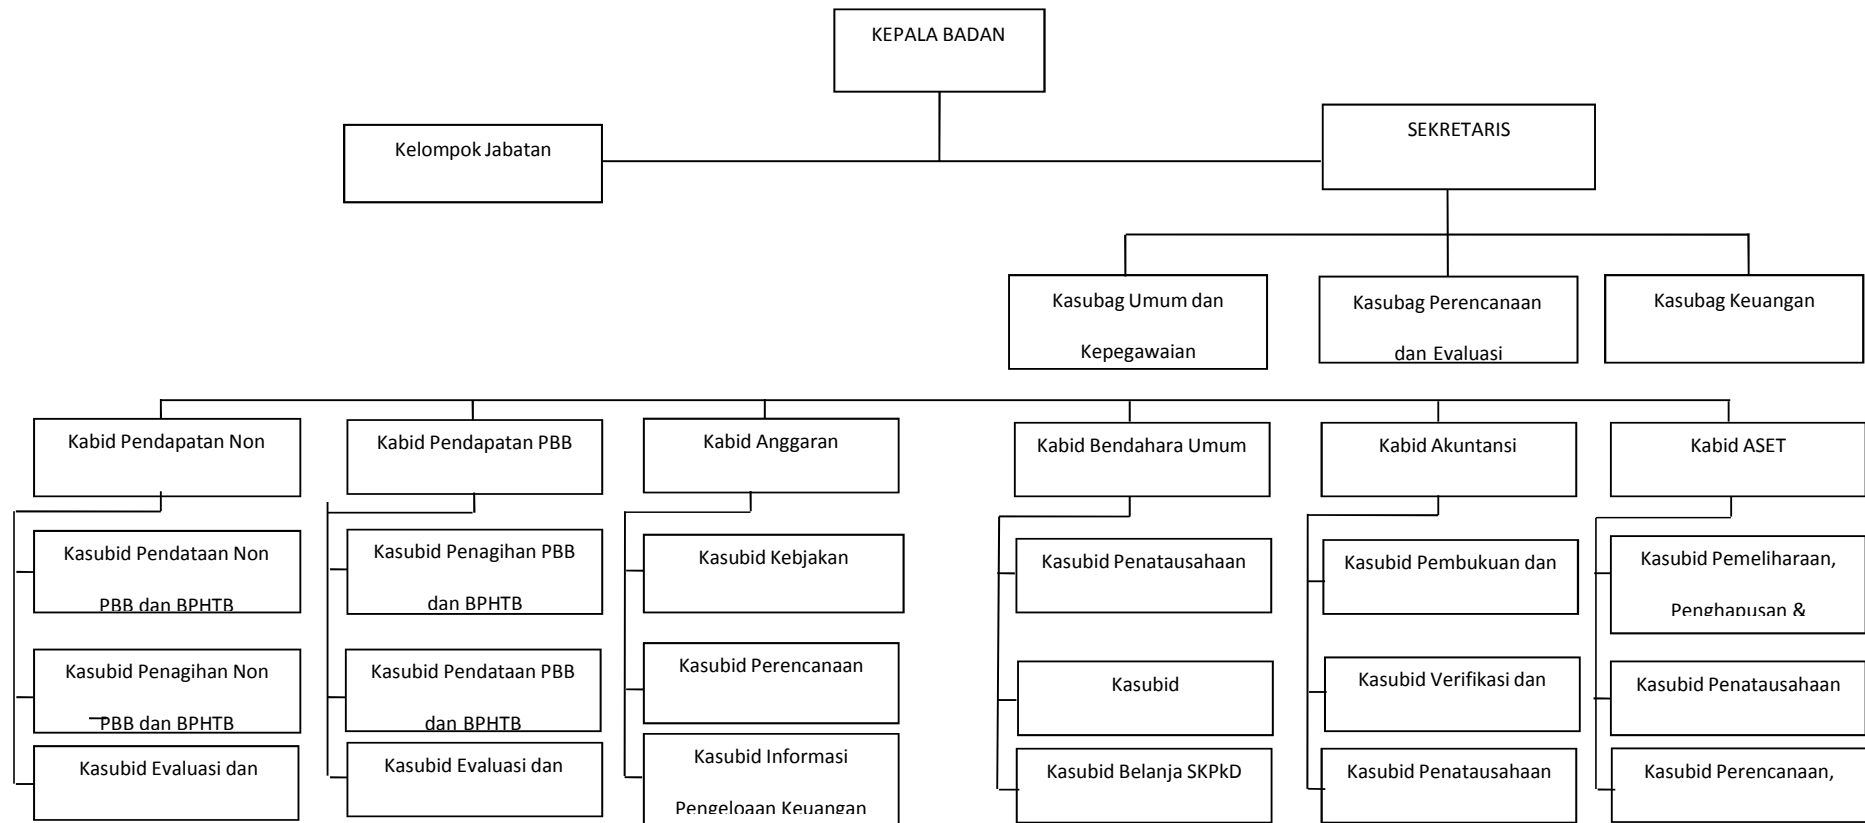 KEPALA BADAN
Kelompok Jabatan
SEKRETARIS
Kasubag Umum dan
Kepegawaian
Kasubag Perencanaan
dan Evaluasi
Kasubag Keuangan
Kabid Pendapatan Non
Kabid Pendapatan PBB
Kabid Anggaran
Kabid Bendahara Umum
Kabid Akuntansi
Kabid ASET
Kasubid Pendataan Non
PBB dan BPHTB
Kasubid Penagihan PBB
dan BPHTB
Kasubid Kebjakan
Kasubid Penatausahaan
Kasubid Pembukuan dan
Kasubid Pemeliharaan,
Penghapusan &
Kasubid Penagihan Non
PBB dan BPHTB
Kasubid Pendataan PBB
dan BPHTB
Kasubid Perencanaan
Kasubid
Kasubid Verifikasi dan
Kasubid Penatausahaan
Kasubid Evaluasi dan
Kasubid Evaluasi dan
Kasubid Informasi
Pengeloaan Keuangan
Kasubid Belanja SKPkD
Kasubid Penatausahaan
Kasubid Perencanaan,